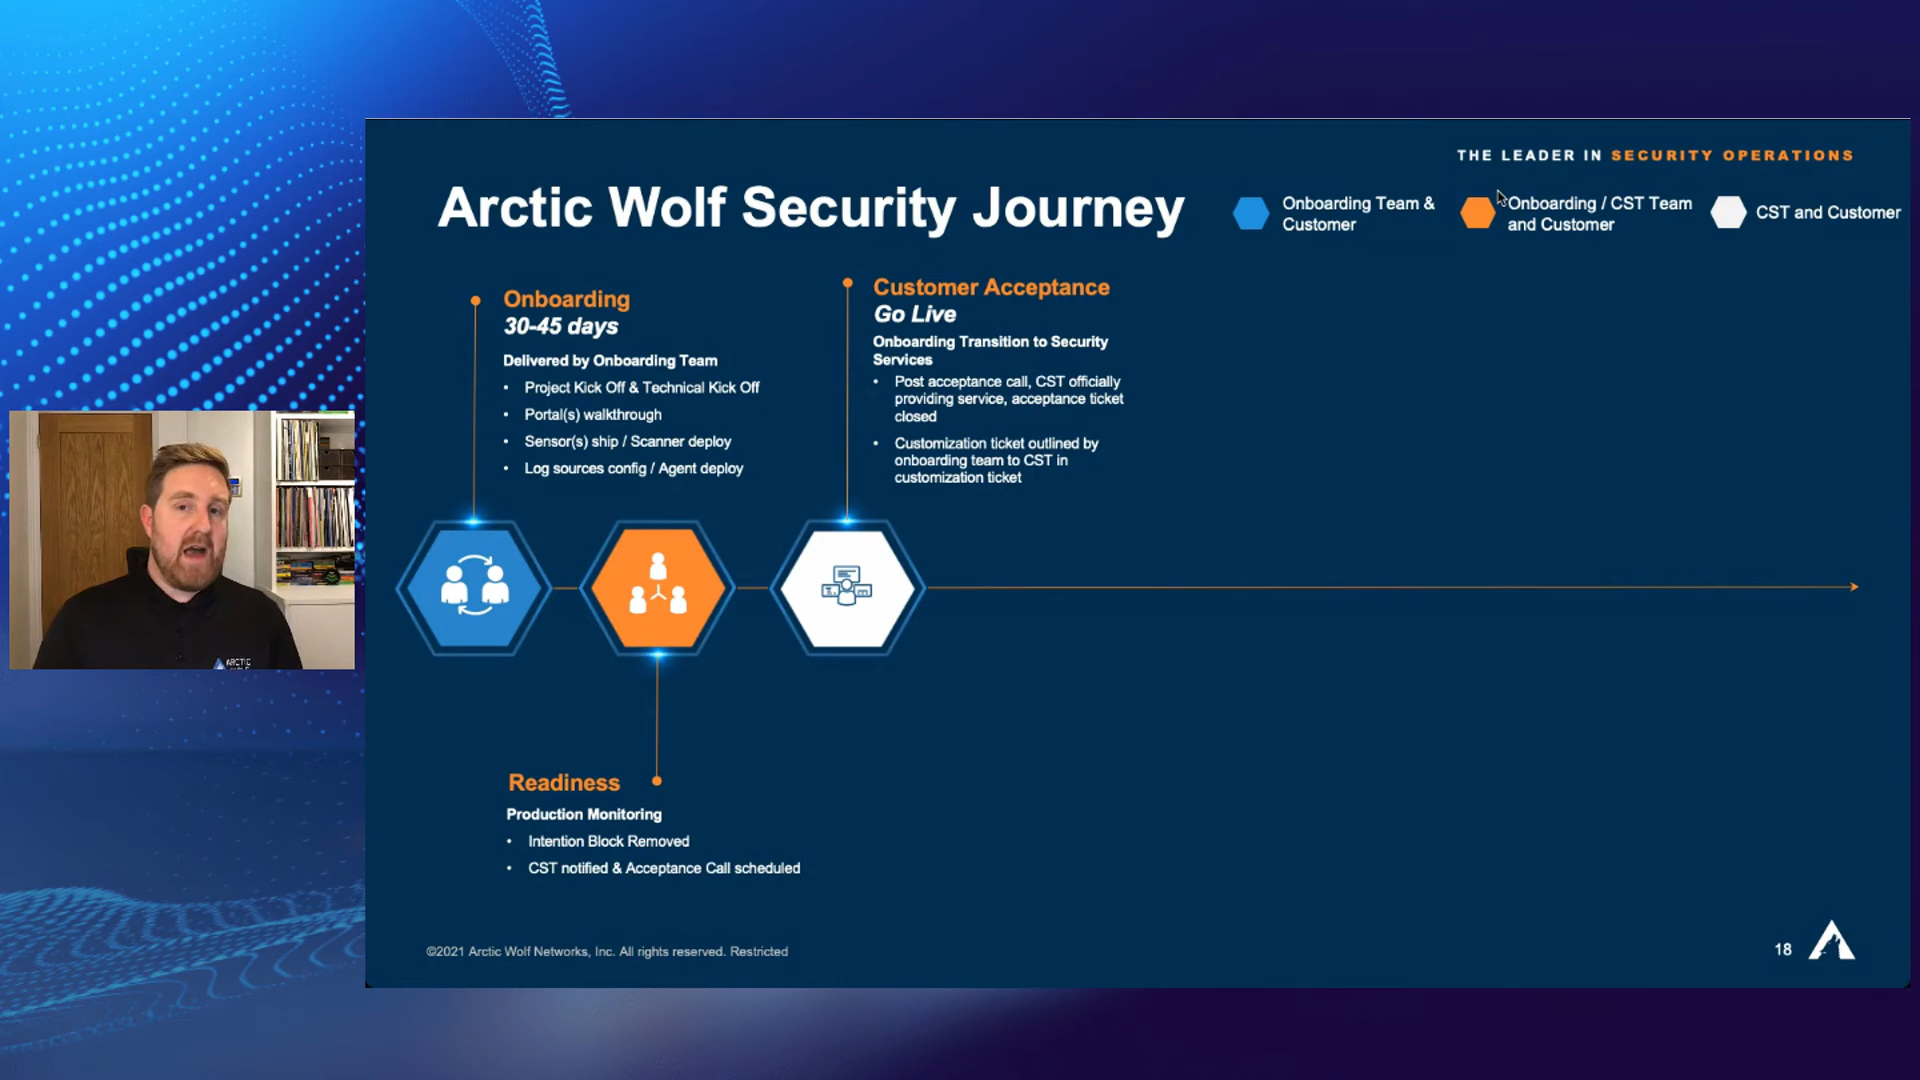 THE LEADER IN SECURITY OPERATIONS
Arctic Wolf Security Journey
Onboarding Team &
Customer
Onboarding / CST Team
and Customer
CST and Customer
Onboarding
30-45 days
Delivered by Onboarding Team
• Project Kick Off & Technical Kick Off
• Portal(s) walkthrough
• Sensor(s) ship / Scanner deploy
• Log sources config / Agent deploy
Customer Acceptance
Go Live
Onboarding Transition to Security
Services
• Post acceptance call, CST officially
providing service, acceptance ticket
closed
• Customization ticket outlined by
onboarding team to CST in
customization ticket
Readiness
Production Monitoring
• Intention Block Removed
• CST notified & Acceptance Call scheduled
©2021 Arctic Wolf Networks, Inc. All rights reserved. Restricted
18
ARCTIC